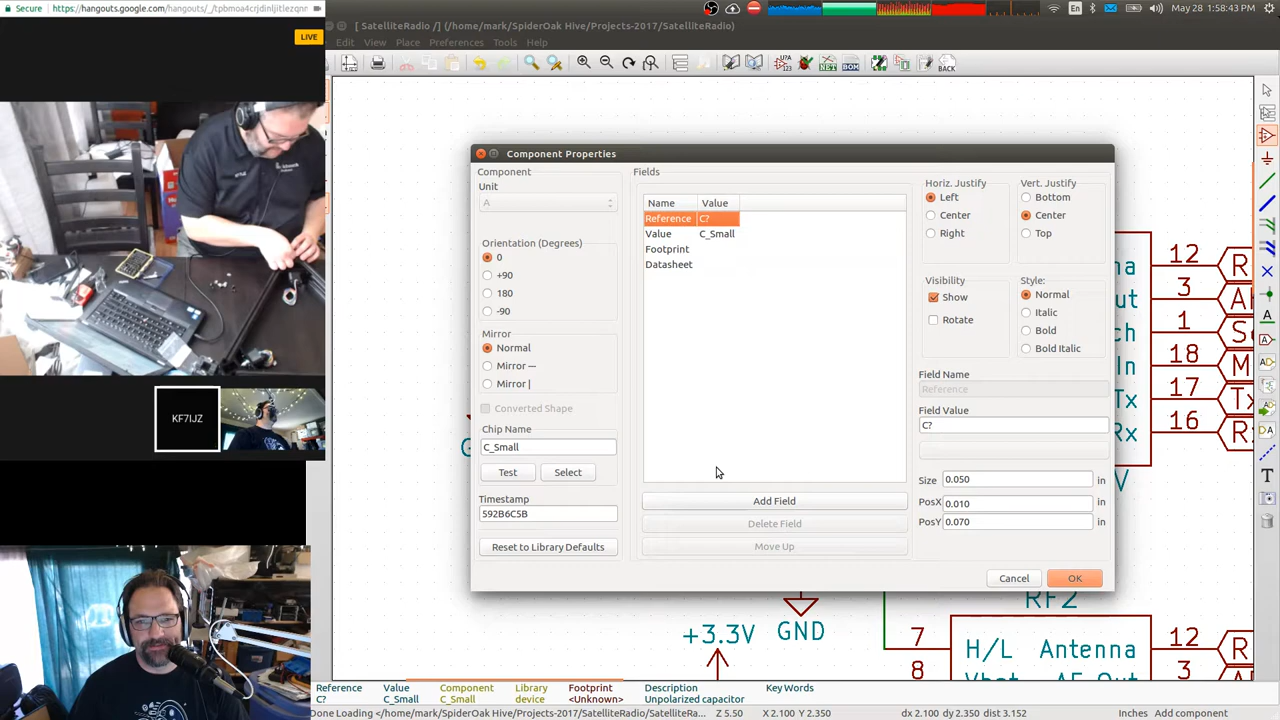 Secure
https://hangouts.google.com/hangouts/_/tpbmoa4crjdinljitlezqnn
En
May 28 1:58:43 PM
LIVE
[ SatelliteRadio /] (/home/mark/SpiderOak Hive/Projects-2017/SatelliteRadio)
Edit View Place Preferences Tools Help
NET BOM BACK
Component Properties
Component
Unit
A
Orientation (Degrees)
0
+90
180
-90
Mirror
Normal
Mirror —
Mirror |
Converted Shape
Chip Name
C_Small
Test Select
Timestamp
592B6C5B
Reset to Library Defaults
Fields
Name Value
Reference C?
Value C_Small
Footprint
Datasheet
Add Field
Delete Field
Move Up
Horiz. Justify
Left
Center
Right
Vert. Justify
Bottom
Center
Top
Visibility
Show
Rotate
Style:
Normal
Italic
Bold
Bold Italic
Field Name
Reference
Field Value
C?
Size 0.050 in
PosX 0.010 in
PosY 0.070 in
Cancel OK
12
3
1
18
17
16
KF7IJZ
RF2
+3.3V GND
7 H/L Antenna 12
8 3
Reference Value Component Library Footprint Description Key Words
C? C_Small C_Small device <Unknown> Unpolarized capacitor
Done Loading </home/mark/SpiderOak Hive/Projects-2017/SatelliteRadio/SatelliteRa... Z 5.50 X 2.100 Y 2.350 dx 2.100 dy 2.350 dist 3.152 Inches Add component